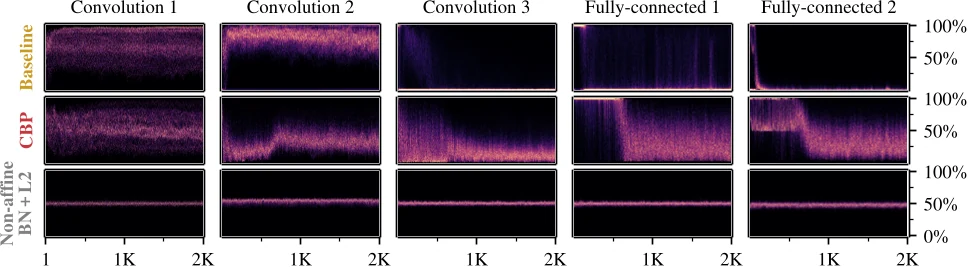 Convolution 1 Convolution 2 Convolution 3 Fully-connected 1 Fully-connected 2
Baseline
100%
50%
CBP
100%
50%
Non-affine
BN + L2
100%
50%
0%
1 1K 2K 1K 2K 1K 2K 1K 2K 1K 2K